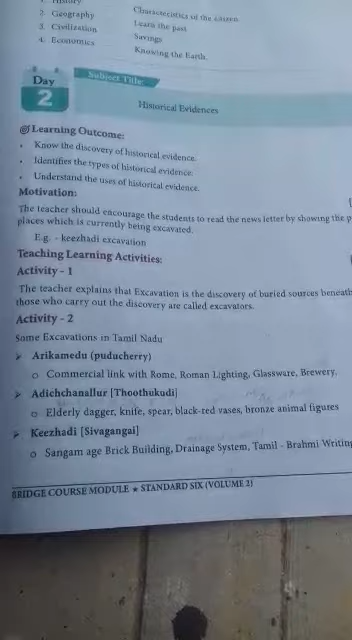 1. History
2. Geography
Characteristics of the citizen
3. Civilization
Learn the past
4. Economics
Savings
Knowing the Earth.
Day
2
Subject Title:
Historical Evidences
Learning Outcome:
• Know the discovery of historical evidence.
• Identifies the types of historical evidence.
• Understand the uses of historical evidence.
Motivation:
The teacher should encourage the students to read the news letter by showing the
places which is currently being excavated.
E.g. - keezhadi excavation
Teaching Learning Activities:
Activity - 1
The teacher explains that Excavation is the discovery of buried sources beneath
those who carry out the discovery are called excavators.
Activity - 2
Some Excavations in Tamil Nadu
➤ Arikamedu (puducherry)
o Commercial link with Rome, Roman Lighting, Glassware, Brewery.
➤ Adichchanallur [Thoothukudi]
o Elderly dagger, knife, spear, black-red vases, bronze animal figures
➤ Keezhadi [Sivagangai]
o Sangam age Brick Building, Drainage System, Tamil - Brahmi Writing
BRIDGE COURSE MODULE ★ STANDARD SIX (VOLUME 2)